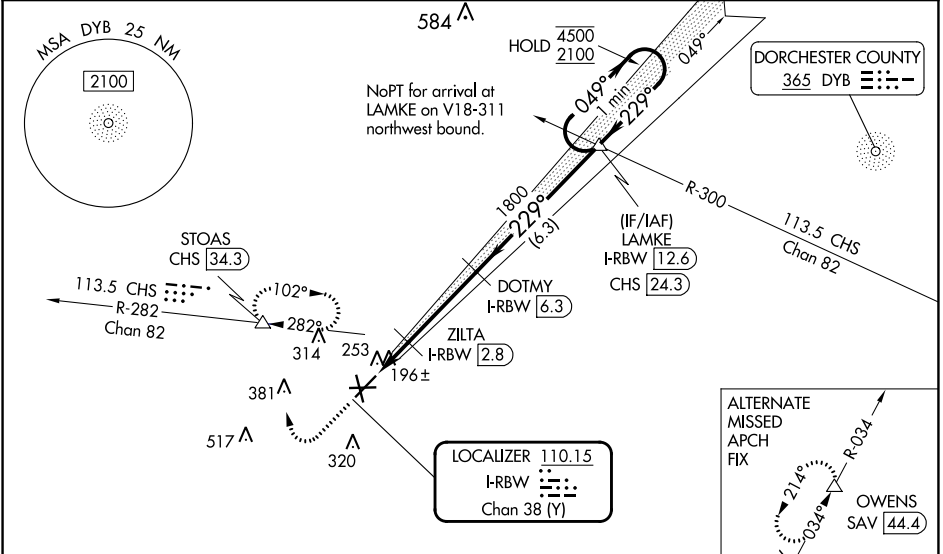 MSA DYB 25 NM
2100
584
NoPT for arrival at
LAMKE on V18-311
northwest bound.
HOLD 4500
2100
049°
1 min
229°
049°
DORCHESTER COUNTY
365 DYB
R-300
113.5 CHS
Chan 82
(IF/IAF)
LAMKE
I-RBW 12.6
CHS 24.3
1800
229°
(6.3)
DOTMY
I-RBW 6.3
ZILTA
I-RBW 2.8
STOAS
CHS 34.3
113.5 CHS
R-282
Chan 82
102°
282°
314
253
196±
381
517
320
LOCALIZER 110.15
I-RBW
Chan 38 (Y)
ALTERNATE
MISSED
APCH
FIX
R-034
214°
034°
OWENS
SAV 44.4